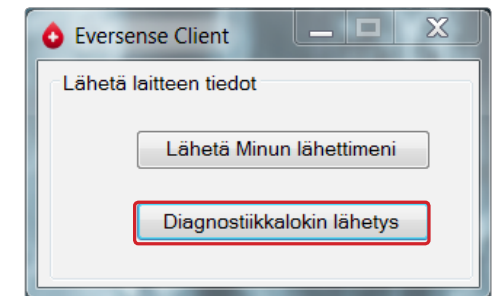 Eversense Client
Lähetä laitteen tiedot
Lähetä Minun lähettimeni
Diagnostiikkalokin lähetys